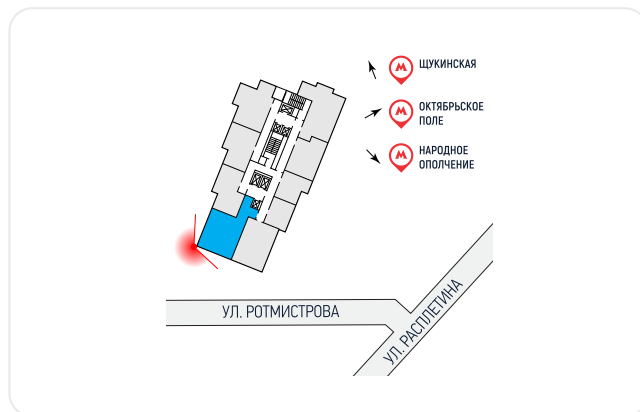 ЩУКИНСКАЯ
ОКТЯБРЬСКОЕ
ПОЛЕ
НАРОДНОЕ
ОПОЛЧЕНИЕ
УЛ. РОТМИСТРОВА
УЛ. РАСПЛЕТИНА